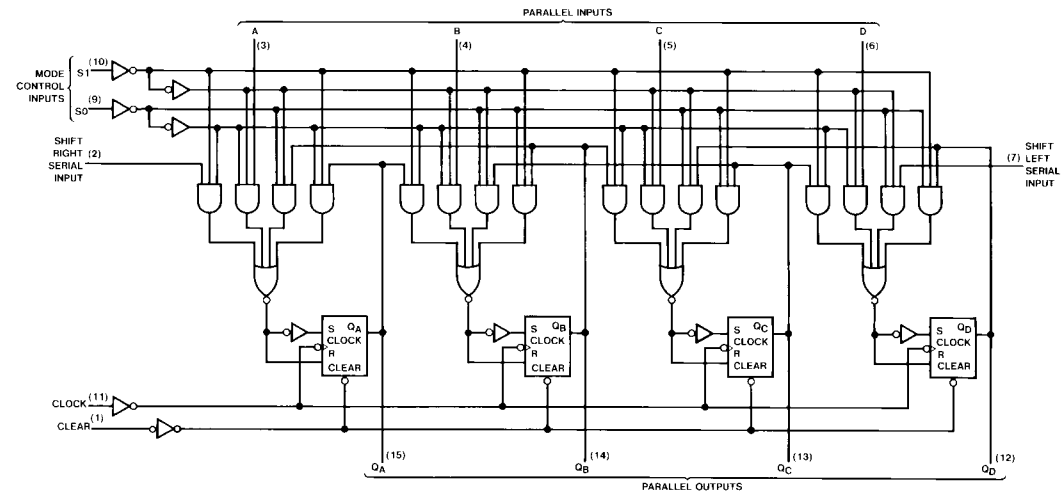 PARALLEL INPUTS
A B C D
(3) (4) (5) (6)
MODE
CONTROL
INPUTS
S1 (10)
S0 (9)
SHIFT
RIGHT
SERIAL
INPUT
(2)
SHIFT
LEFT
SERIAL
INPUT
(7)
S QA
CLOCK
R
CLEAR
S QB
CLOCK
R
CLEAR
S QC
CLOCK
R
CLEAR
S QD
CLOCK
R
CLEAR
CLOCK (11)
CLEAR (1)
(15) (14) (13) (12)
QA QB QC QD
PARALLEL OUTPUTS